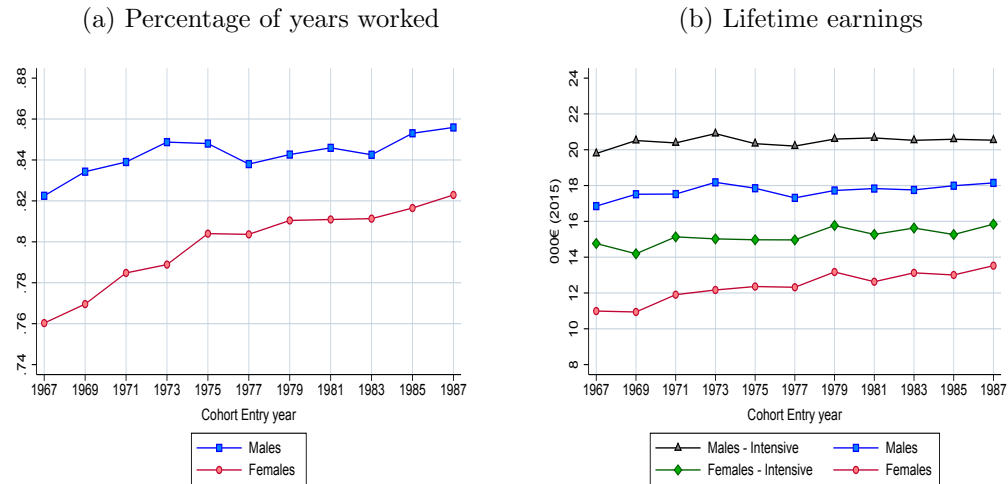 (a) Percentage of years worked
.88
.86
.84
.82
.8
.78
.76
.74
1967 1969 1971 1973 1975 1977 1979 1981 1983 1985 1987
Cohort Entry year
Males
Females
(b) Lifetime earnings
000€ (2015)
24
22
20
18
16
14
12
10
8
1967 1969 1971 1973 1975 1977 1979 1981 1983 1985 1987
Cohort Entry year
Males - Intensive Males
Females - Intensive Females